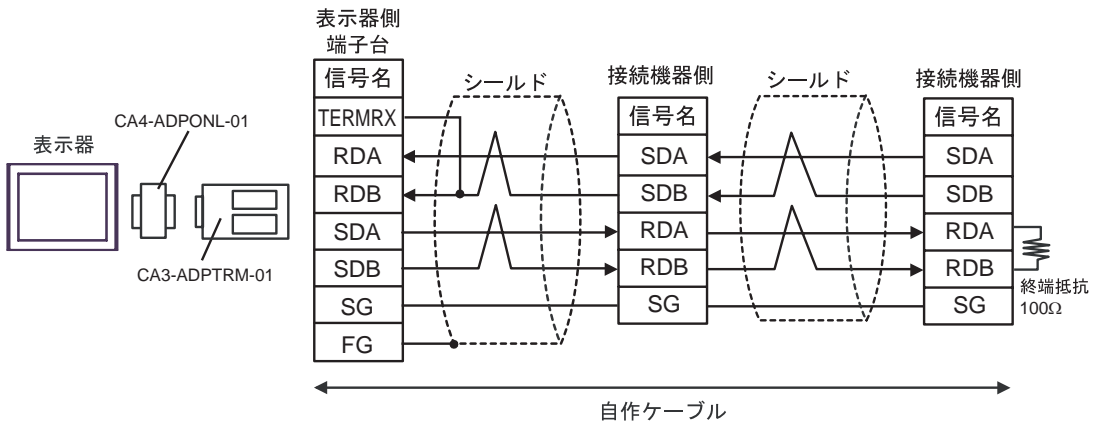 表示器側
端子台
信号名
TERMRX
RDA
RDB
SDA
SDB
SG
FG
シールド
接続機器側
信号名
SDA
SDB
RDA
RDB
SG
シールド
接続機器側
信号名
SDA
SDB
RDA
RDB
SG
終端抵抗
100Ω
表示器
CA4-ADPONL-01
CA3-ADPTRM-01
自作ケーブル